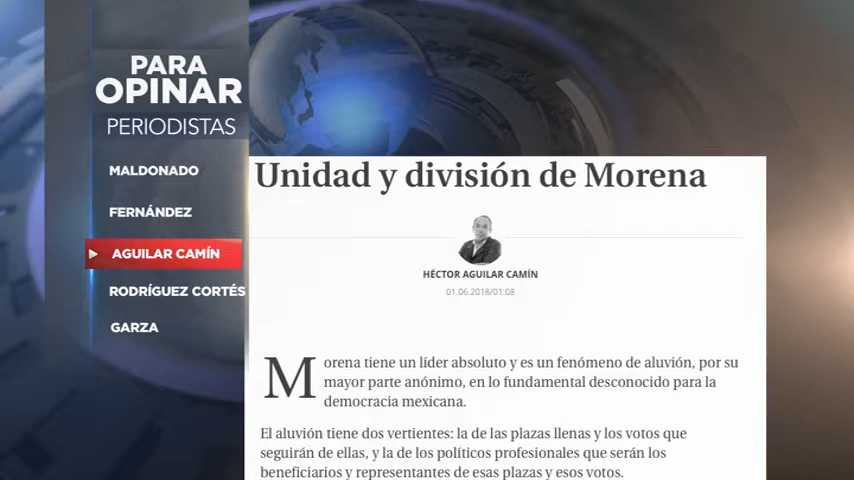 PARA
OPINAR
PERIODISTAS
MALDONADO
FERNÁNDEZ
AGUILAR CAMÍN
RODRÍGUEZ CORTÉS
GARZA
Unidad y división de Morena
HÉCTOR AGUILAR CAMÍN
01.06.2018/01:08
Morena tiene un líder absoluto y es un fenómeno de aluvión, por su
mayor parte anónimo, en lo fundamental desconocido para la
democracia mexicana.
El aluvión tiene dos vertientes: la de las plazas llenas y los votos que
seguirán de ellas, y la de los políticos profesionales que serán los
beneficiarios y representantes de esas plazas y esos votos.